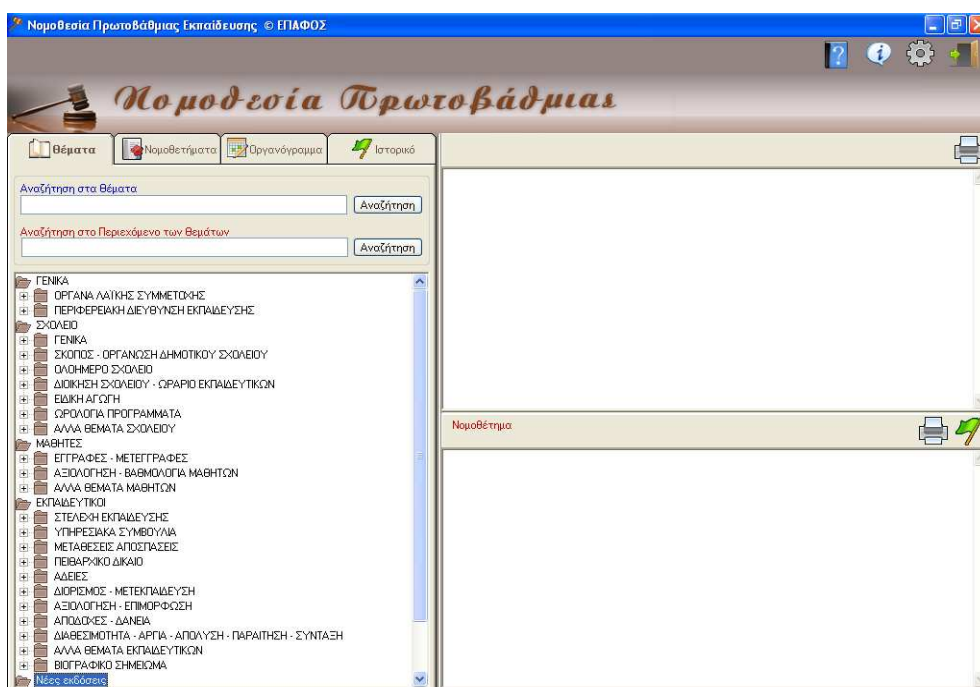 Νομοθεσία Πρωτοβάθμιας Εκπαίδευσης © ΕΠΑΦΟΣ
Νομοθεσία Πρωτοβάθμιας
Θέματα Νομοθετήματα Οργανόγραμμα Ιστορικό
Αναζήτηση στα Θέματα
Αναζήτηση
Αναζήτηση στο Περιεχόμενο των Θεμάτων
Αναζήτηση
ΓΕΝΙΚΑ
ΟΡΓΑΝΑ ΛΑΪΚΗΣ ΣΥΜΜΕΤΟΧΗΣ
ΠΕΡΙΦΕΡΕΙΑΚΗ ΔΙΕΥΘΥΝΣΗ ΕΚΠΑΙΔΕΥΣΗΣ
ΣΧΟΛΕΙΟ
ΓΕΝΙΚΑ
ΣΚΟΠΟΣ - ΟΡΓΑΝΩΣΗ ΔΗΜΟΤΙΚΟΥ ΣΧΟΛΕΙΟΥ
ΟΛΟΗΜΕΡΟ ΣΧΟΛΕΙΟ
ΔΙΟΙΚΗΣΗ ΣΧΟΛΕΙΟΥ - ΩΡΑΡΙΟ ΕΚΠΑΙΔΕΥΤΙΚΩΝ
ΕΙΔΙΚΗ ΑΓΩΓΗ
ΩΡΟΛΟΓΙΑ ΠΡΟΓΡΑΜΜΑΤΑ
ΑΛΛΑ ΘΕΜΑΤΑ ΣΧΟΛΕΙΟΥ
ΜΑΘΗΤΕΣ
ΕΓΓΡΑΦΕΣ - ΜΕΤΕΓΓΡΑΦΕΣ
ΑΞΙΟΛΟΓΗΣΗ - ΒΑΘΜΟΛΟΓΙΑ ΜΑΘΗΤΩΝ
ΑΛΛΑ ΘΕΜΑΤΑ ΜΑΘΗΤΩΝ
ΕΚΠΑΙΔΕΥΤΙΚΟΙ
ΣΤΕΛΕΧΗ ΕΚΠΑΙΔΕΥΣΗΣ
ΥΠΗΡΕΣΙΑΚΑ ΣΥΜΒΟΥΛΙΑ
ΜΕΤΑΘΕΣΕΙΣ ΑΠΟΣΠΑΣΕΙΣ
ΠΕΙΘΑΡΧΙΚΟ ΔΙΚΑΙΟ
ΑΔΕΙΕΣ
ΔΙΟΡΙΣΜΟΣ - ΜΕΤΕΚΠΑΙΔΕΥΣΗ
ΑΞΙΟΛΟΓΗΣΗ - ΕΠΙΜΟΡΦΩΣΗ
ΑΠΟΔΟΧΕΣ - ΔΑΝΕΙΑ
ΔΙΑΘΕΣΙΜΟΤΗΤΑ - ΑΡΓΙΑ - ΑΠΟΛΥΣΗ - ΠΑΡΑΙΤΗΣΗ - ΣΥΝΤΑΞΗ
ΑΛΛΑ ΘΕΜΑΤΑ ΕΚΠΑΙΔΕΥΤΙΚΩΝ
ΒΙΟΓΡΑΦΙΚΟ ΣΗΜΕΙΩΜΑ
Νέες εκδόσεις
Νομοθέτημα